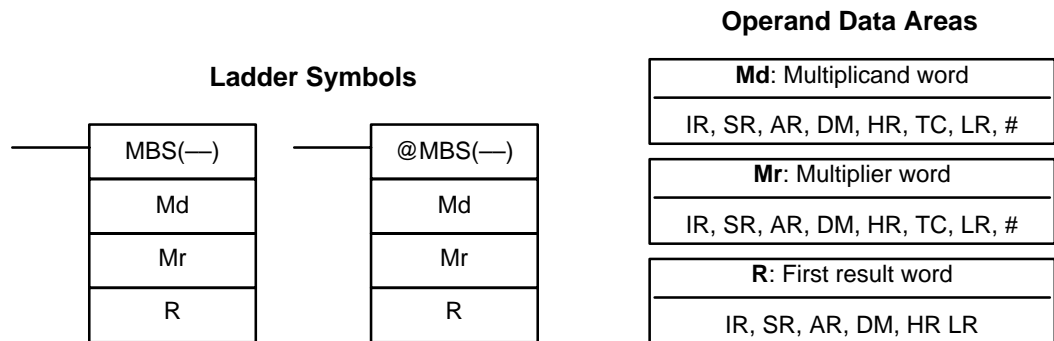 Operand Data Areas
Ladder Symbols
Md: Multiplicand word
IR, SR, AR, DM, HR, TC, LR, #
MBS(—)
@MBS(—)
Md
Md
Mr: Multiplier word
IR, SR, AR, DM, HR, TC, LR, #
Mr
Mr
R
R
R: First result word
IR, SR, AR, DM, HR LR